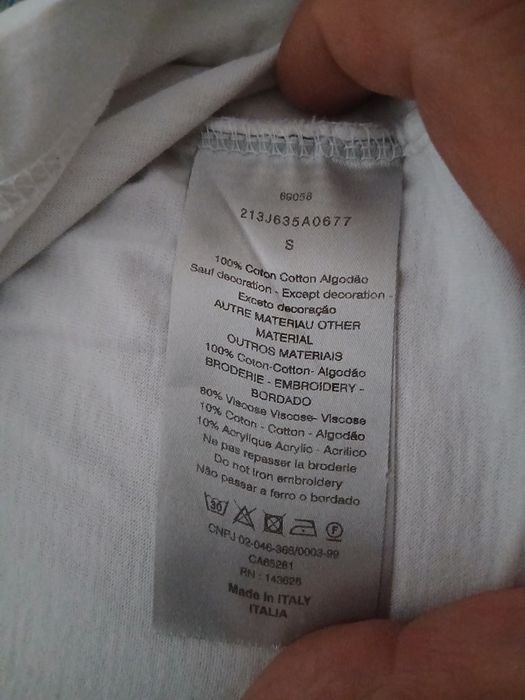 69056
213J635A0677
S
100% Coton Cotton Algodão
Sauf decoration - Except decoration -
Exceto decoração
AUTRE MATERIAU OTHER
MATERIAL
OUTROS MATERIAIS
100% Coton-Cotton- Algodão
BRODERIE - EMBROIDERY -
BORDADO
80% Viscose Viscose- Viscose
10% Coton - Cotton - Algodão
10% Acrylique Acrylic - Acrilico
Ne pas repasser la broderie
Do not Iron embroidery
Não passar a ferro o bordado
30 F
CNPJ 02-046-368/0003-99
CA65261
RN : 143626
Made in ITALY
ITALIA